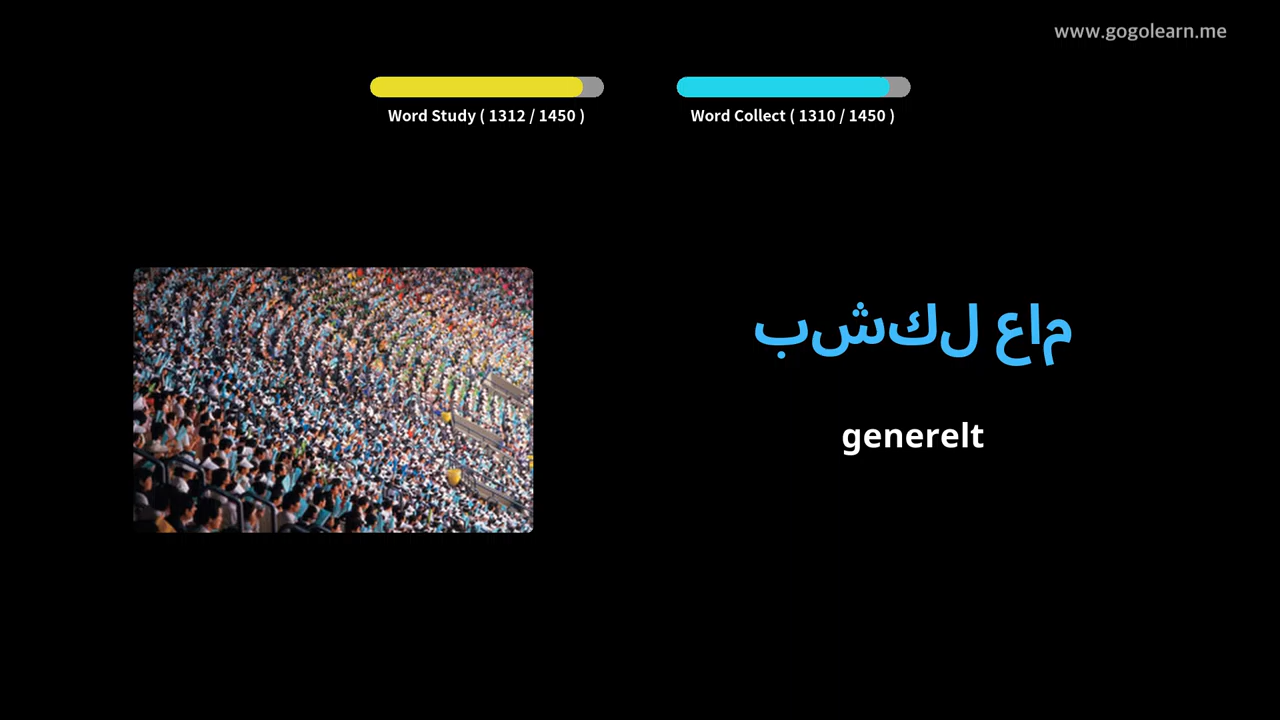 www.gogolearn.me
Word Study ( 1312 / 1450 )
Word Collect ( 1310 / 1450 )
بشكل عام
generelt